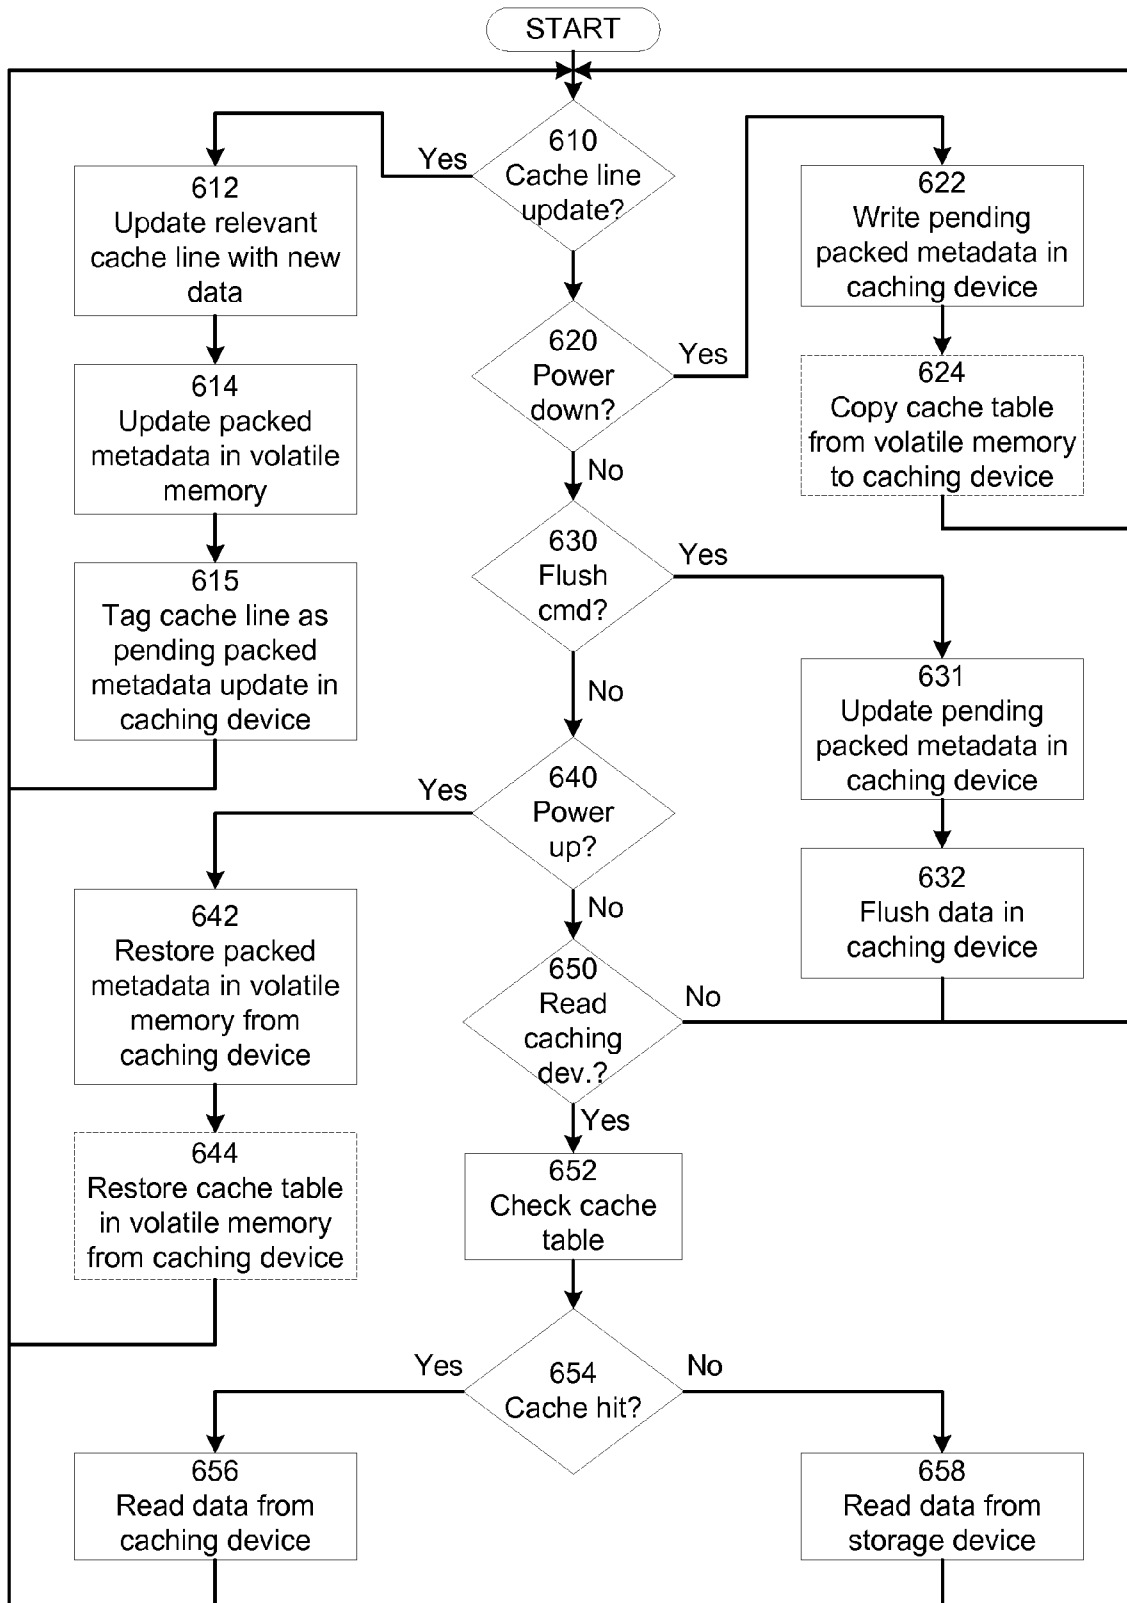 START
610
Cache line
update?
Yes
612
Update relevant
cache line with new
data
622
Write pending
packed metadata in
caching device
620
Power
down?
Yes
No
614
Update packed
metadata in volatile
memory
624
Copy cache table
from volatile memory
to caching device
630
Flush
cmd?
Yes
No
615
Tag cache line as
pending packed
metadata update in
caching device
631
Update pending
packed metadata in
caching device
640
Power
up?
Yes
No
632
Flush data in
caching device
642
Restore packed
metadata in volatile
memory from
caching device
650
Read
caching
dev.?
No
Yes
644
Restore cache table
in volatile memory
from caching device
652
Check cache
table
654
Cache hit?
Yes
No
656
Read data from
caching device
658
Read data from
storage device